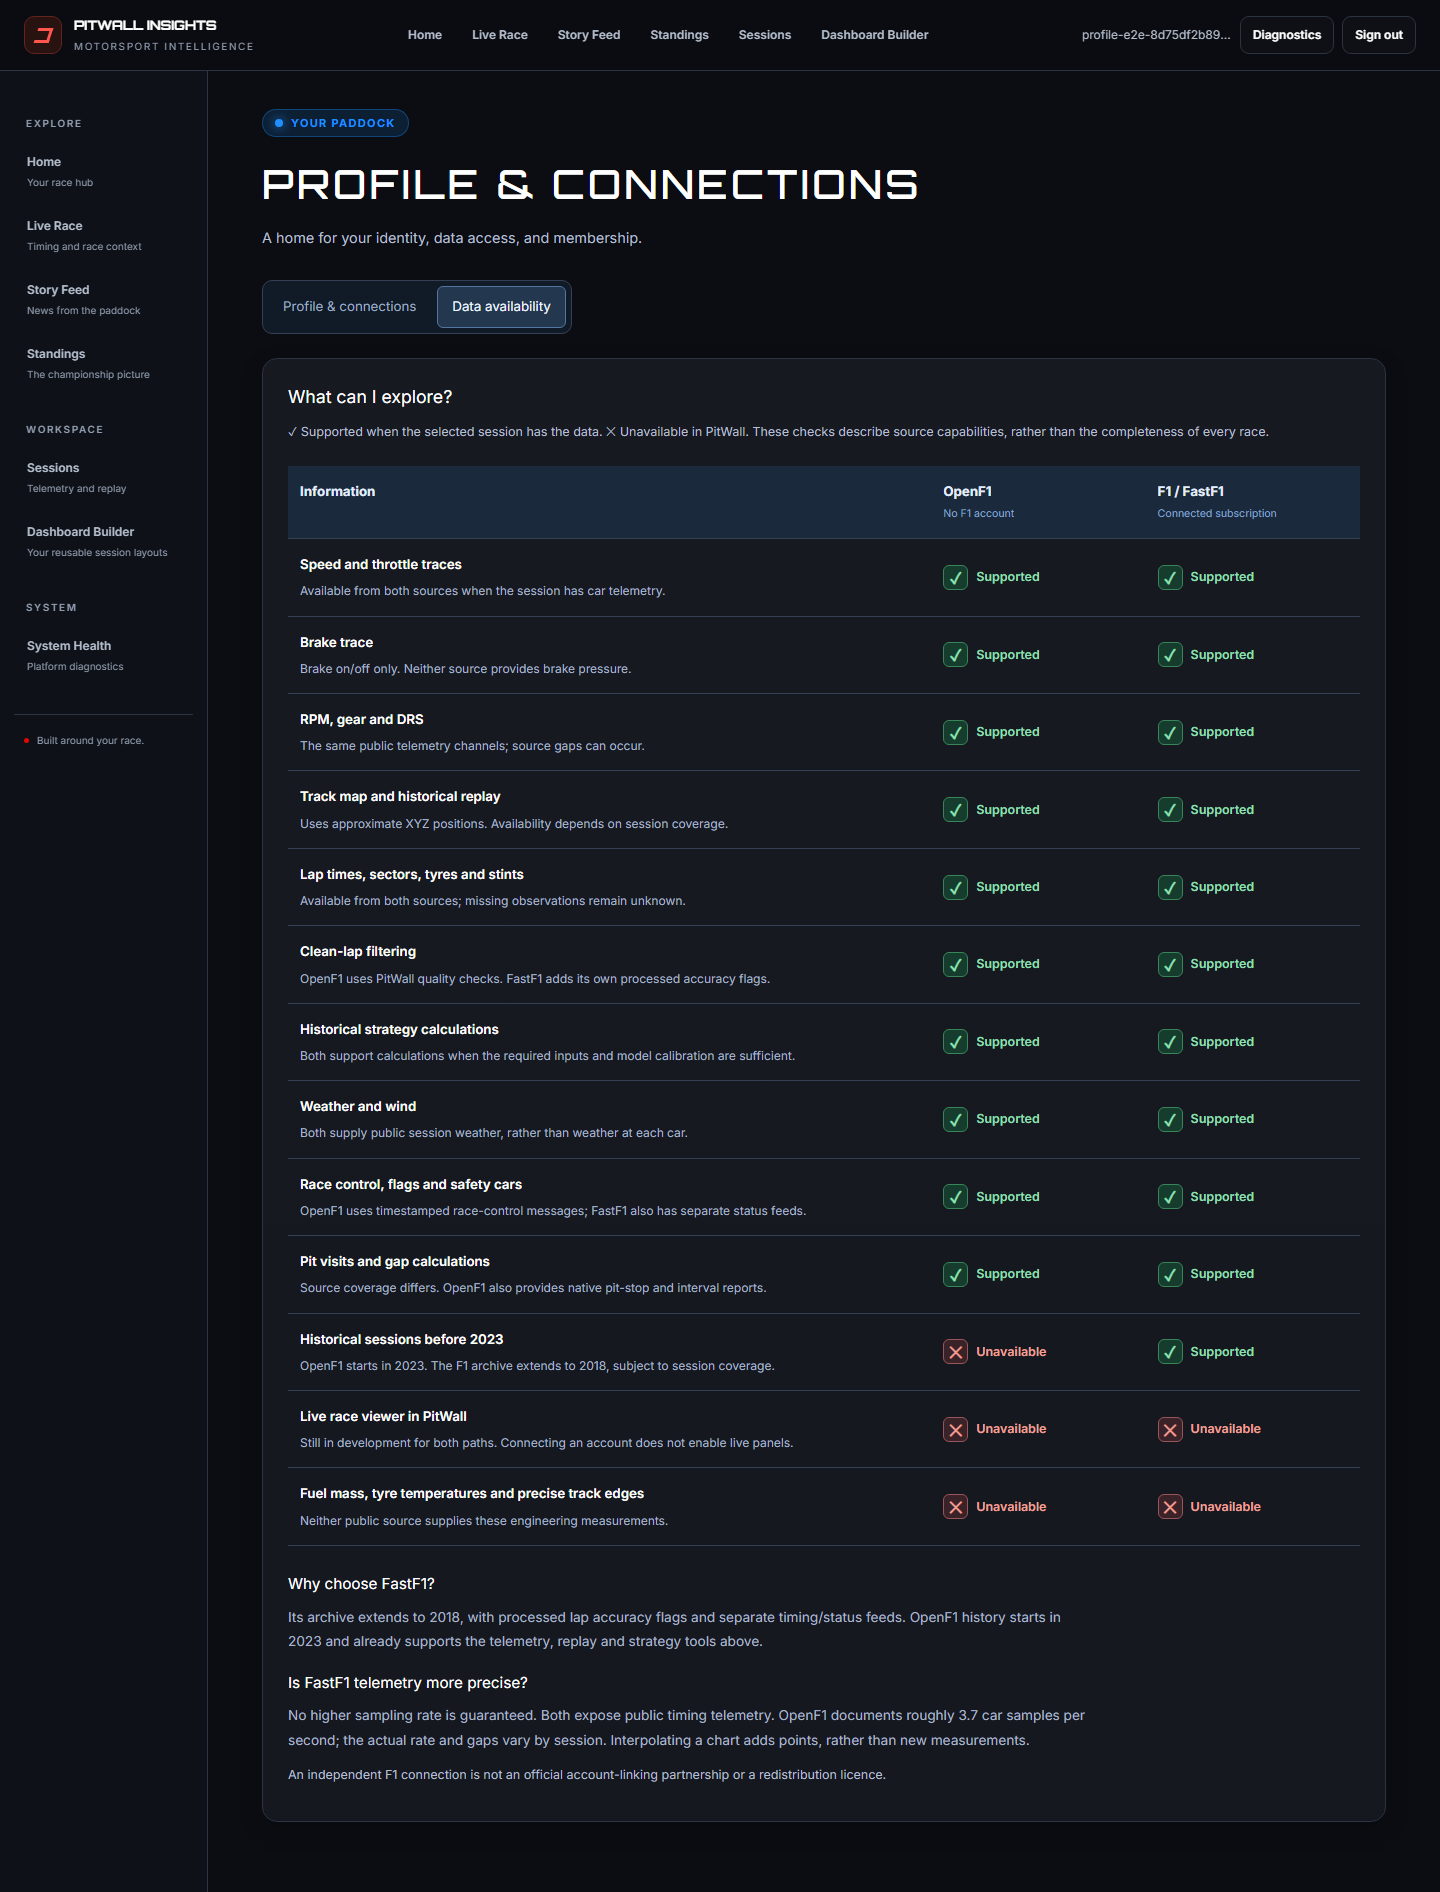 PITWALL INSIGHTS
MOTORSPORT INTELLIGENCE
Home
Live Race
Story Feed
Standings
Sessions
Dashboard Builder
profile-e2e-8d75df2b89...
Diagnostics
Sign out
EXPLORE
Home
Your race hub
Live Race
Timing and race context
Story Feed
News from the paddock
Standings
The championship picture
WORKSPACE
Sessions
Telemetry and replay
Dashboard Builder
Your reusable session layouts
SYSTEM
System Health
Platform diagnostics
Built around your race.
YOUR PADDOCK
PROFILE & CONNECTIONS
A home for your identity, data access, and membership.
Profile & connections
Data availability
What can I explore?
✓ Supported when the selected session has the data. ✕ Unavailable in PitWall. These checks describe source capabilities, rather than the completeness of every race.
Information
OpenF1
No F1 account
F1 / FastF1
Connected subscription
Speed and throttle traces
Available from both sources when the session has car telemetry.
✓ Supported
✓ Supported
Brake trace
Brake on/off only. Neither source provides brake pressure.
✓ Supported
✓ Supported
RPM, gear and DRS
The same public telemetry channels; source gaps can occur.
✓ Supported
✓ Supported
Track map and historical replay
Uses approximate XYZ positions. Availability depends on session coverage.
✓ Supported
✓ Supported
Lap times, sectors, tyres and stints
Available from both sources; missing observations remain unknown.
✓ Supported
✓ Supported
Clean-lap filtering
OpenF1 uses PitWall quality checks. FastF1 adds its own processed accuracy flags.
✓ Supported
✓ Supported
Historical strategy calculations
Both support calculations when the required inputs and model calibration are sufficient.
✓ Supported
✓ Supported
Weather and wind
Both supply public session weather, rather than weather at each car.
✓ Supported
✓ Supported
Race control, flags and safety cars
OpenF1 uses timestamped race-control messages; FastF1 also has separate status feeds.
✓ Supported
✓ Supported
Pit visits and gap calculations
Source coverage differs. OpenF1 also provides native pit-stop and interval reports.
✓ Supported
✓ Supported
Historical sessions before 2023
OpenF1 starts in 2023. The F1 archive extends to 2018, subject to session coverage.
✕ Unavailable
✓ Supported
Live race viewer in PitWall
Still in development for both paths. Connecting an account does not enable live panels.
✕ Unavailable
✕ Unavailable
Fuel mass, tyre temperatures and precise track edges
Neither public source supplies these engineering measurements.
✕ Unavailable
✕ Unavailable
Why choose FastF1?
Its archive extends to 2018, with processed lap accuracy flags and separate timing/status feeds. OpenF1 history starts in
2023 and already supports the telemetry, replay and strategy tools above.
Is FastF1 telemetry more precise?
No higher sampling rate is guaranteed. Both expose public timing telemetry. OpenF1 documents roughly 3.7 car samples per
second; the actual rate and gaps vary by session. Interpolating a chart adds points, rather than new measurements.
An independent F1 connection is not an official account-linking partnership or a redistribution licence.